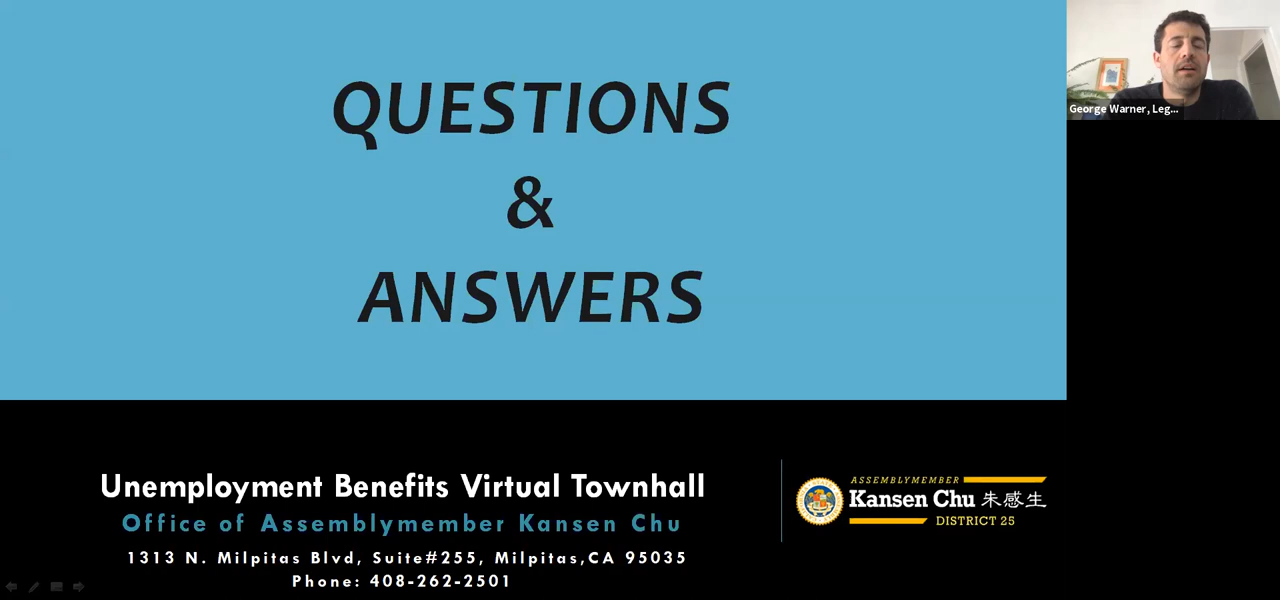 QUESTIONS
&
ANSWERS
George Warner, Leg...
Unemployment Benefits Virtual Townhall
Office of Assemblymember Kansen Chu
1313 N. Milpitas Blvd, Suite#255, Milpitas,CA 95035
Phone: 408-262-2501
ASSEMBLYMEMBER
Kansen Chu 朱感生
DISTRICT 25